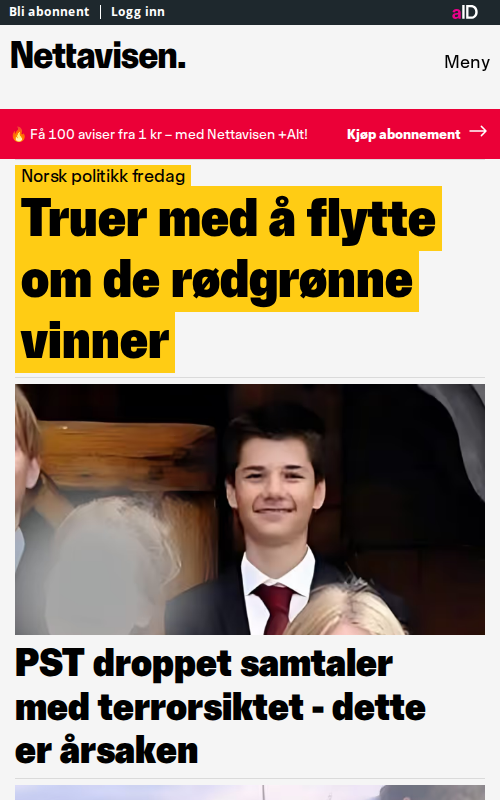 Bli abonnent | Logg inn
aID
Nettavisen.
Meny
🔥 Få 100 aviser fra 1 kr – med Nettavisen +Alt! Kjøp abonnement →
Norsk politikk fredag
Truer med å flytte
om de rødgrønne
vinner
PST droppet samtaler
med terrorsiktet - dette
er årsaken